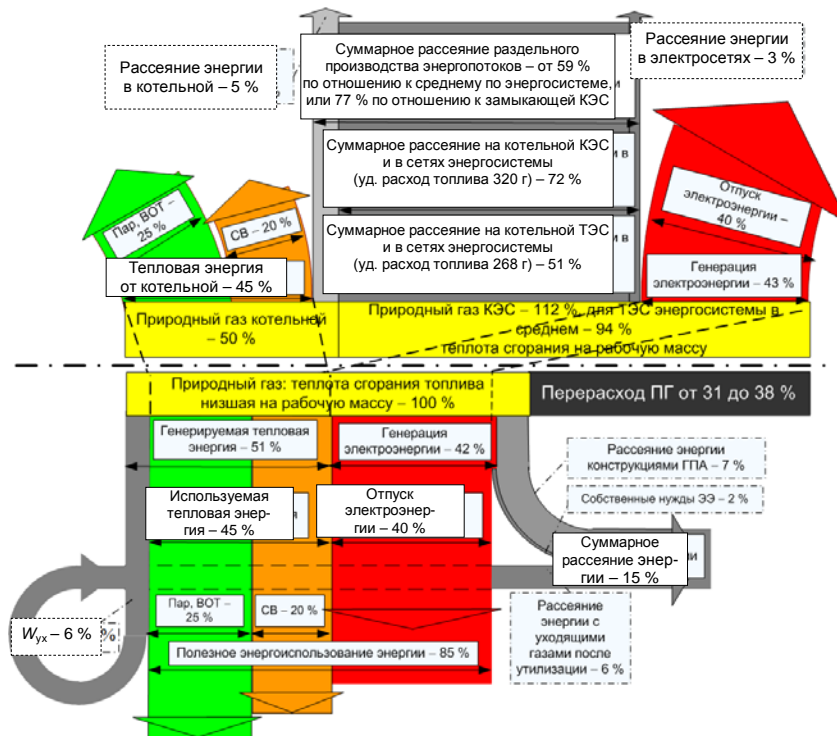 Рассеяние энергии
в котельной – 5 %
Суммарное рассеяние раздельного
производства энергопотоков – от 59 %
по отношению к среднему по энергосистеме,
или 77 % по отношению к замыкающей КЭС
Рассеяние энергии
в электросетях – 3 %
Суммарное рассеяние на котельной КЭС
и в сетях энергосистемы
(уд. расход топлива 320 г) – 72 %
Суммарное рассеяние на котельной ТЭС
и в сетях энергосистемы
(уд. расход топлива 268 г) – 51 %
Пар, ВОТ –
25 %
СВ – 20 %
Тепловая энергия
от котельной – 45 %
Отпуск
электроэнергии –
40 %
Генерация
электроэнергии – 43 %
Природный газ котельной
– 50 %
Природный газ КЭС – 112 %, для ТЭС энергосистемы в
среднем – 94 %
теплота сгорания на рабочую массу
Природный газ: теплота сгорания топлива
низшая на рабочую массу – 100 %
Перерасход ПГ от 31 до 38 %
Генерируемая тепловая
энергия – 51 %
Генерация
электроэнергии – 42 %
Рассеяние энергии
конструкциями ГПА – 7 %
Собственные нужды ЭЭ – 2 %
Используемая
тепловая энер-
гия – 45 %
Отпуск
электроэнер-
гии – 40 %
Суммарное
рассеяние энер-
гии – 15 %
Пар, ВОТ –
25 %
СВ – 20 %
Wух – 6 %
%
Рассеяние
энергии с
уходящими
газами после
утилизации – 6 %
Полезное энергоиспользование энергии – 85 %